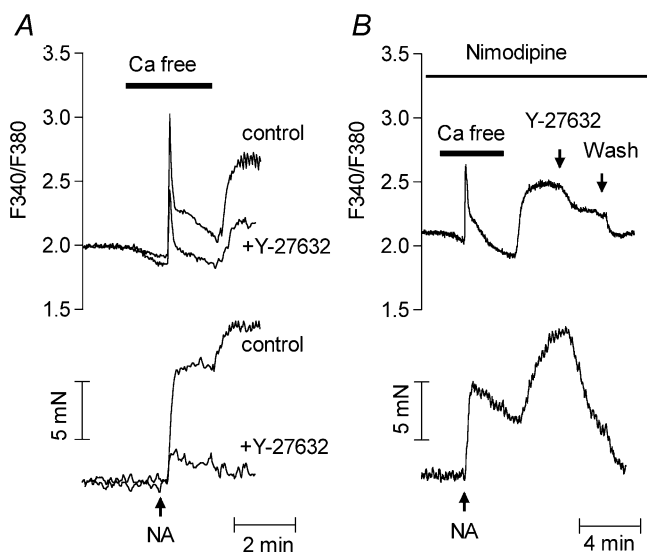 A
3.5
Ca free
3.0
control
F340/F380
2.5
2.0
+Y-27632
1.5
control
5 mN
+Y-27632
NA
2 min
B
3.5
Nimodipine
3.0
Y-27632
Ca free
Wash
F340/F380
2.5
2.0
1.5
5 mN
NA
4 min